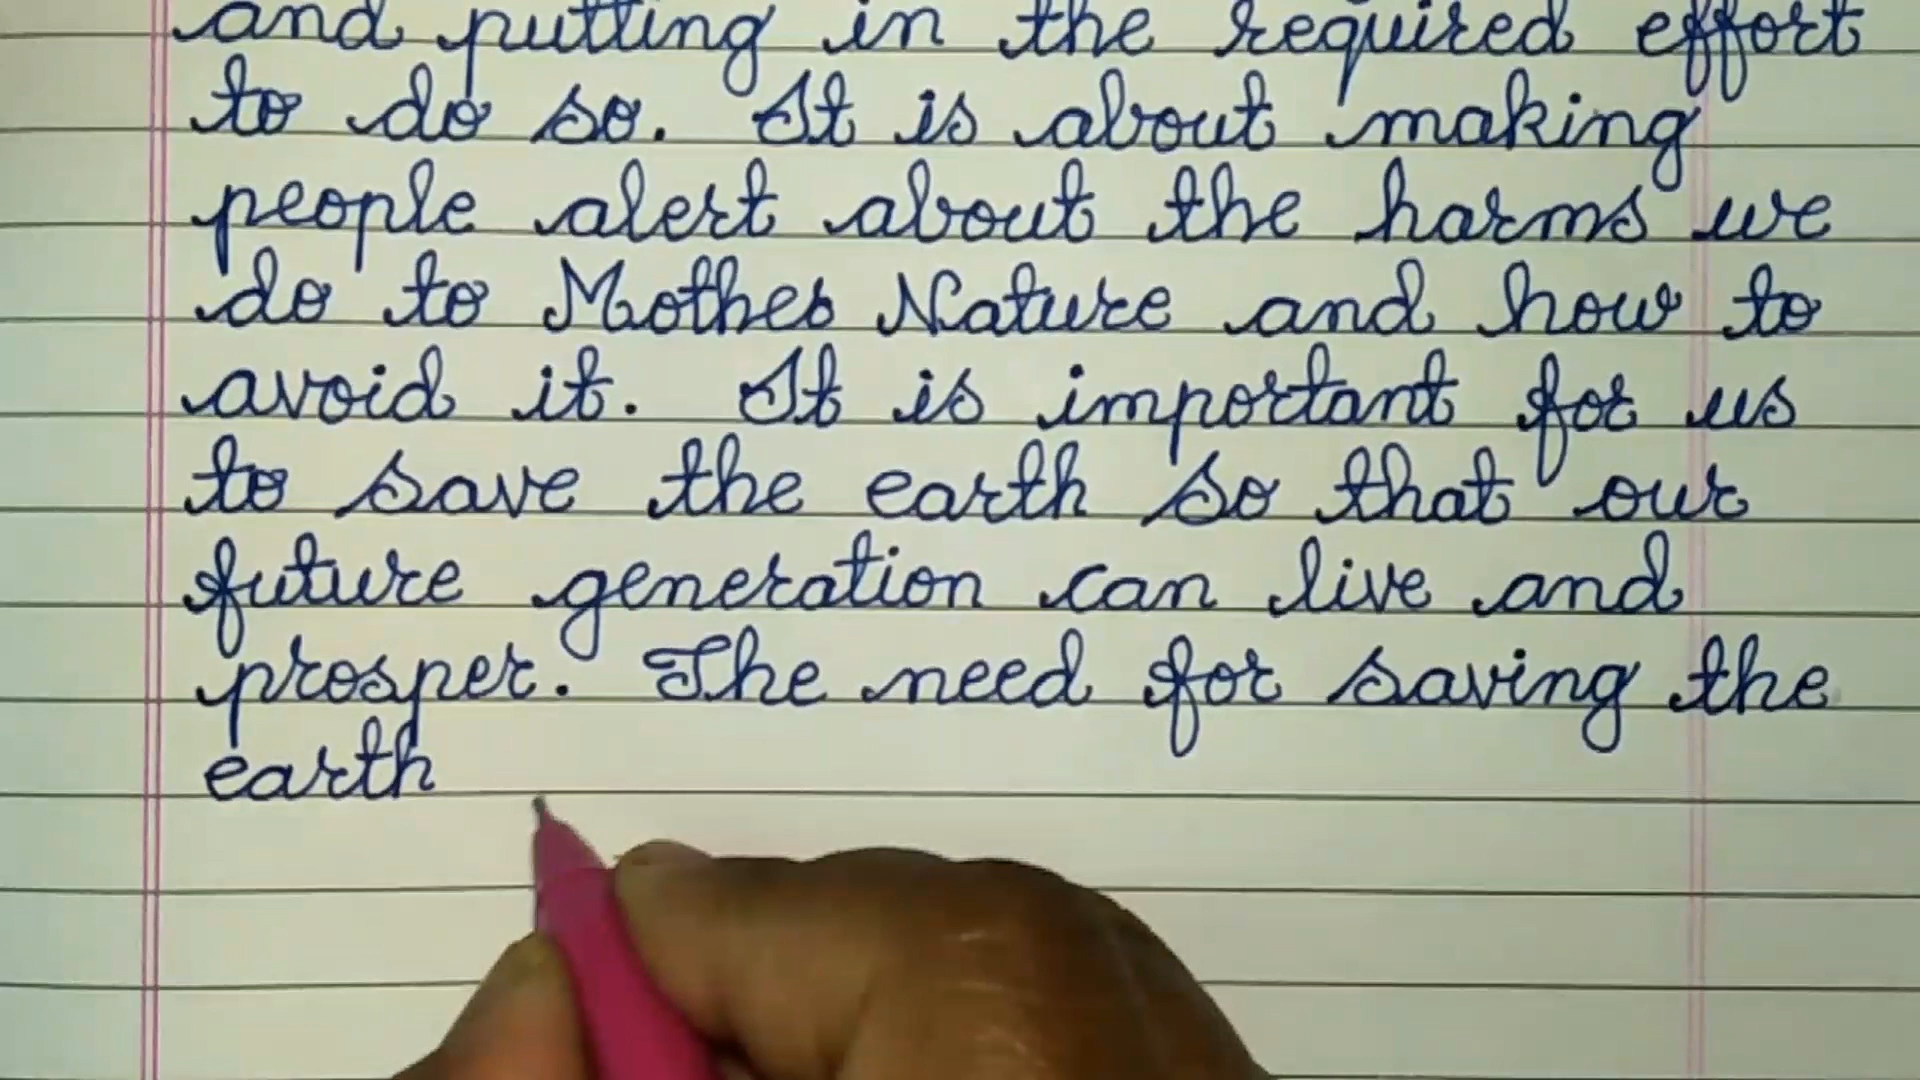 and putting in the required effort
to do so. It is about making
people alert about the harms we
do to Mother Nature and how to
avoid it. It is important for us
to save the earth so that our
future generation can live and
prosper. The need for saving the
earth